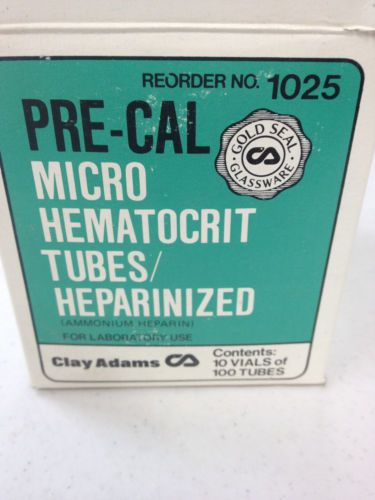 REORDER NO. 1025
PRE-CAL
GOLD SEAL
GLASSWARE
MICRO
HEMATOCRIT
TUBES/
HEPARINIZED
(AMMONIUM HEPARIN)
FOR LABORATORY USE
Clay Adams
Contents:
10 VIALS of
100 TUBES